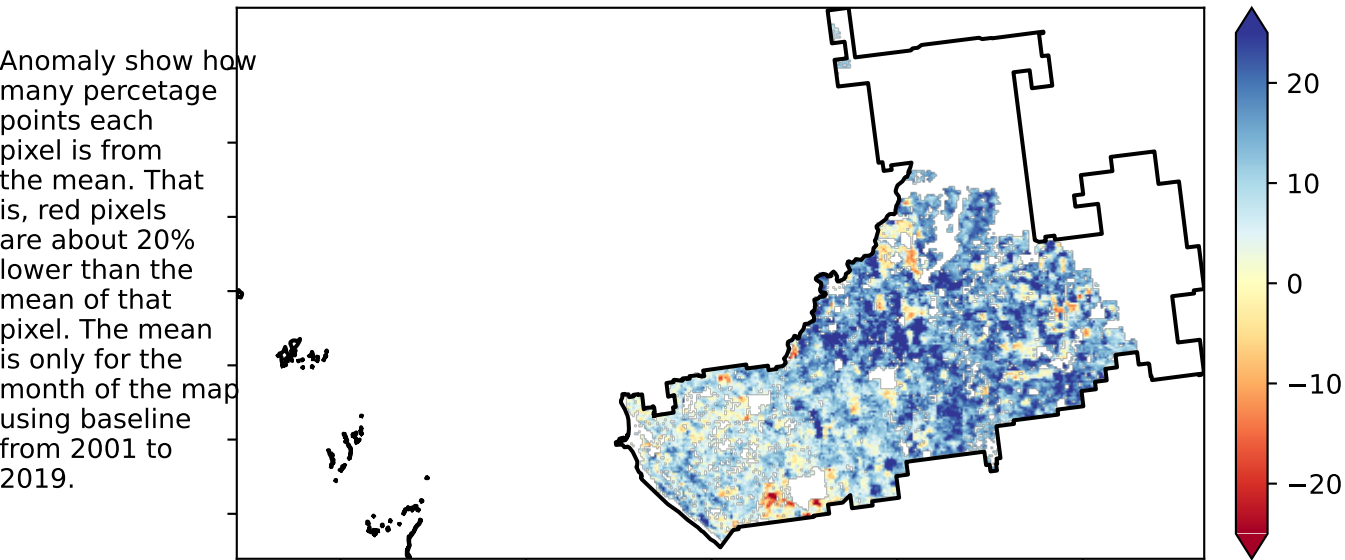 Anomaly show how
many percetage
points each
pixel is from
the mean. That
is, red pixels
are about 20%
lower than the
mean of that
pixel. The mean
is only for the
month of the map
using baseline
from 2001 to
2019.
20
10
0
−10
−20